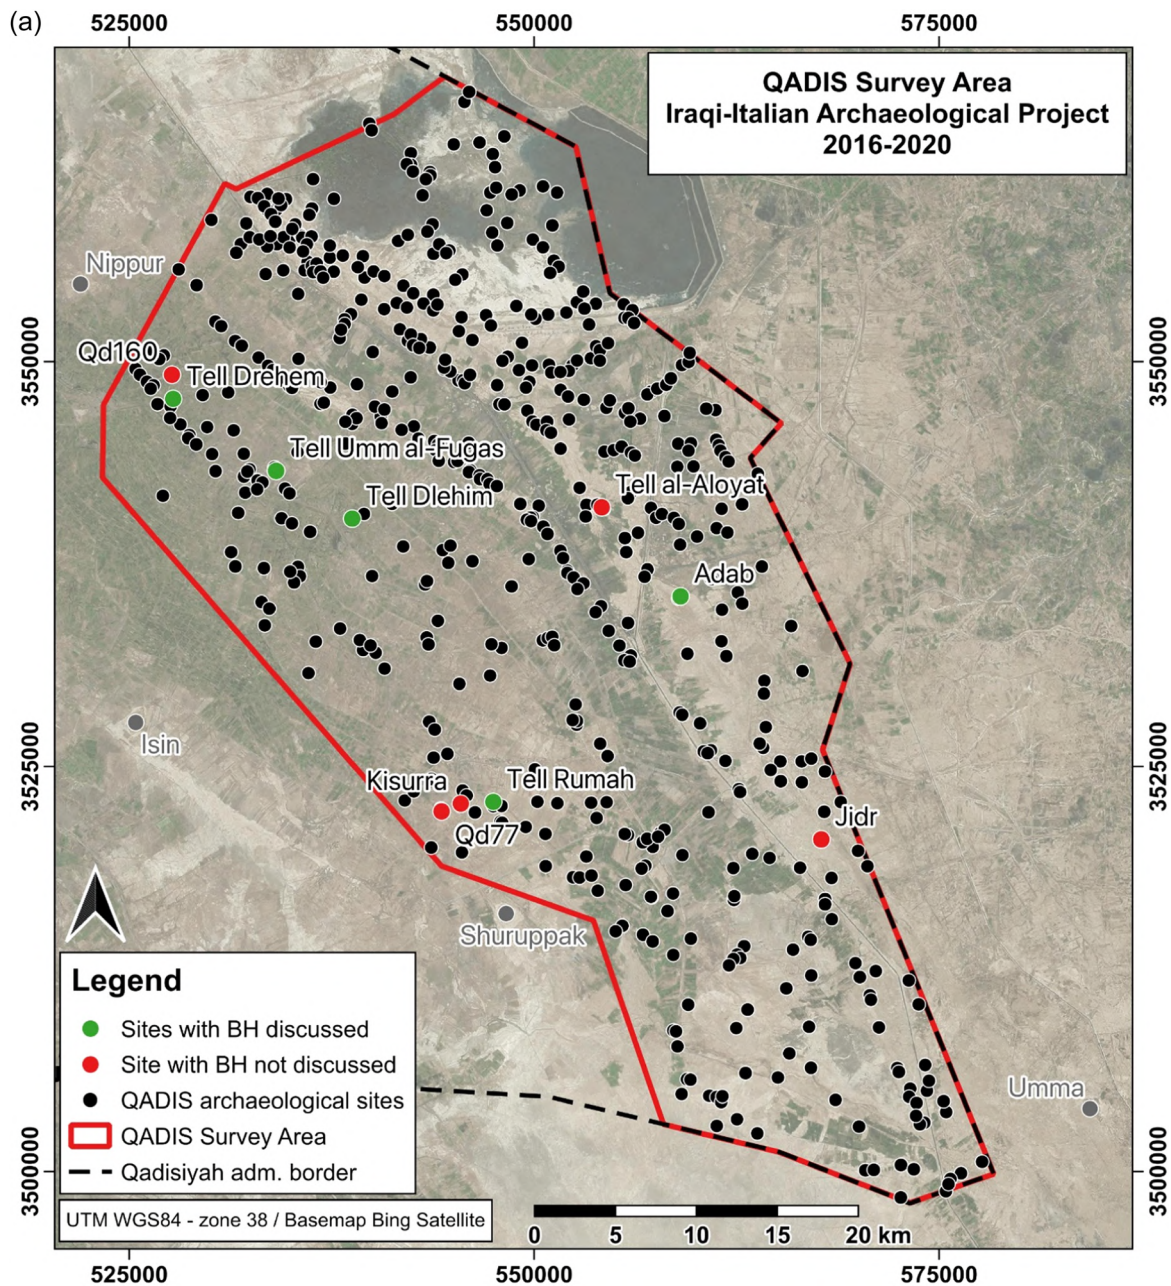 (a)
525000
550000
575000
QADIS Survey Area
Iraqi-Italian Archaeological Project
2016-2020
Nippur
3550000
3550000
Qd160
Tell Drehem
Tell Umm al-Fugas
Tell Dlehim
Tell al-Aloyat
Adab
Isin
3525000
3525000
Kisurra
Tell Rumah
Qd77
Jidr
Shuruppak
Legend
Sites with BH discussed
Site with BH not discussed
QADIS archaeological sites
QADIS Survey Area
Qadisiyah adm. border
Umma
3500000
3500000
UTM WGS84 - zone 38 / Basemap Bing Satellite
0 5 10 15 20 km
525000
550000
575000